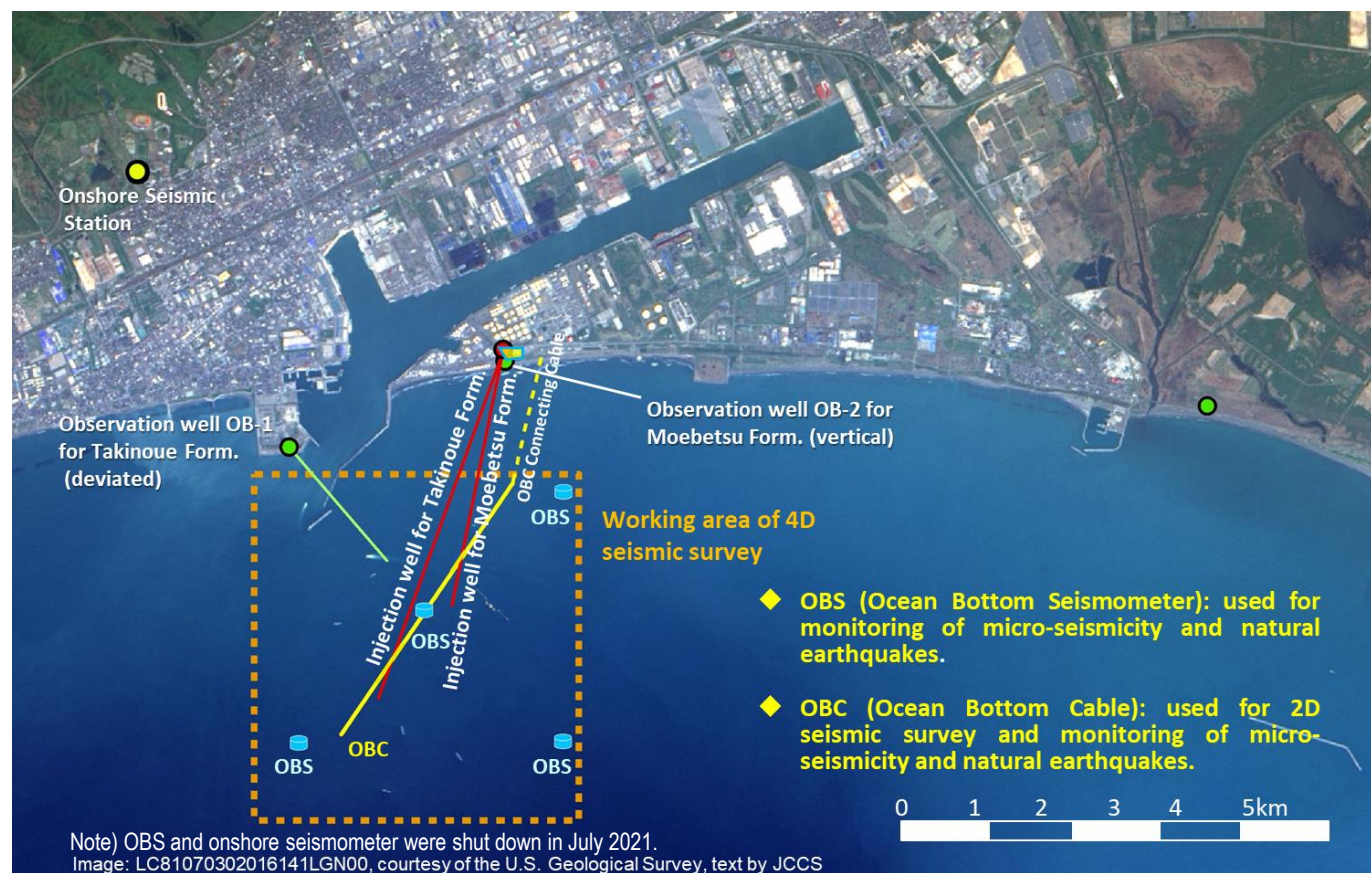 Onshore Seismic
Station
Observation well OB-1
for Takinoue Form.
(deviated)
Injection well for Takinoue Form.
Injection well for Moebetsu Form.
OBC Connecting Cable
Observation well OB-2 for
Moebetsu Form. (vertical)
OBS
Working area of 4D
seismic survey
OBS
OBS
OBC
OBS
◆ OBS (Ocean Bottom Seismometer): used for
monitoring of micro-seismicity and natural
earthquakes.
◆ OBC (Ocean Bottom Cable): used for 2D
seismic survey and monitoring of micro-
seismicity and natural earthquakes.
0 1 2 3 4 5km
Note) OBS and onshore seismometer were shut down in July 2021.
Image: LC81070302016141LGN00, courtesy of the U.S. Geological Survey, text by JCCS